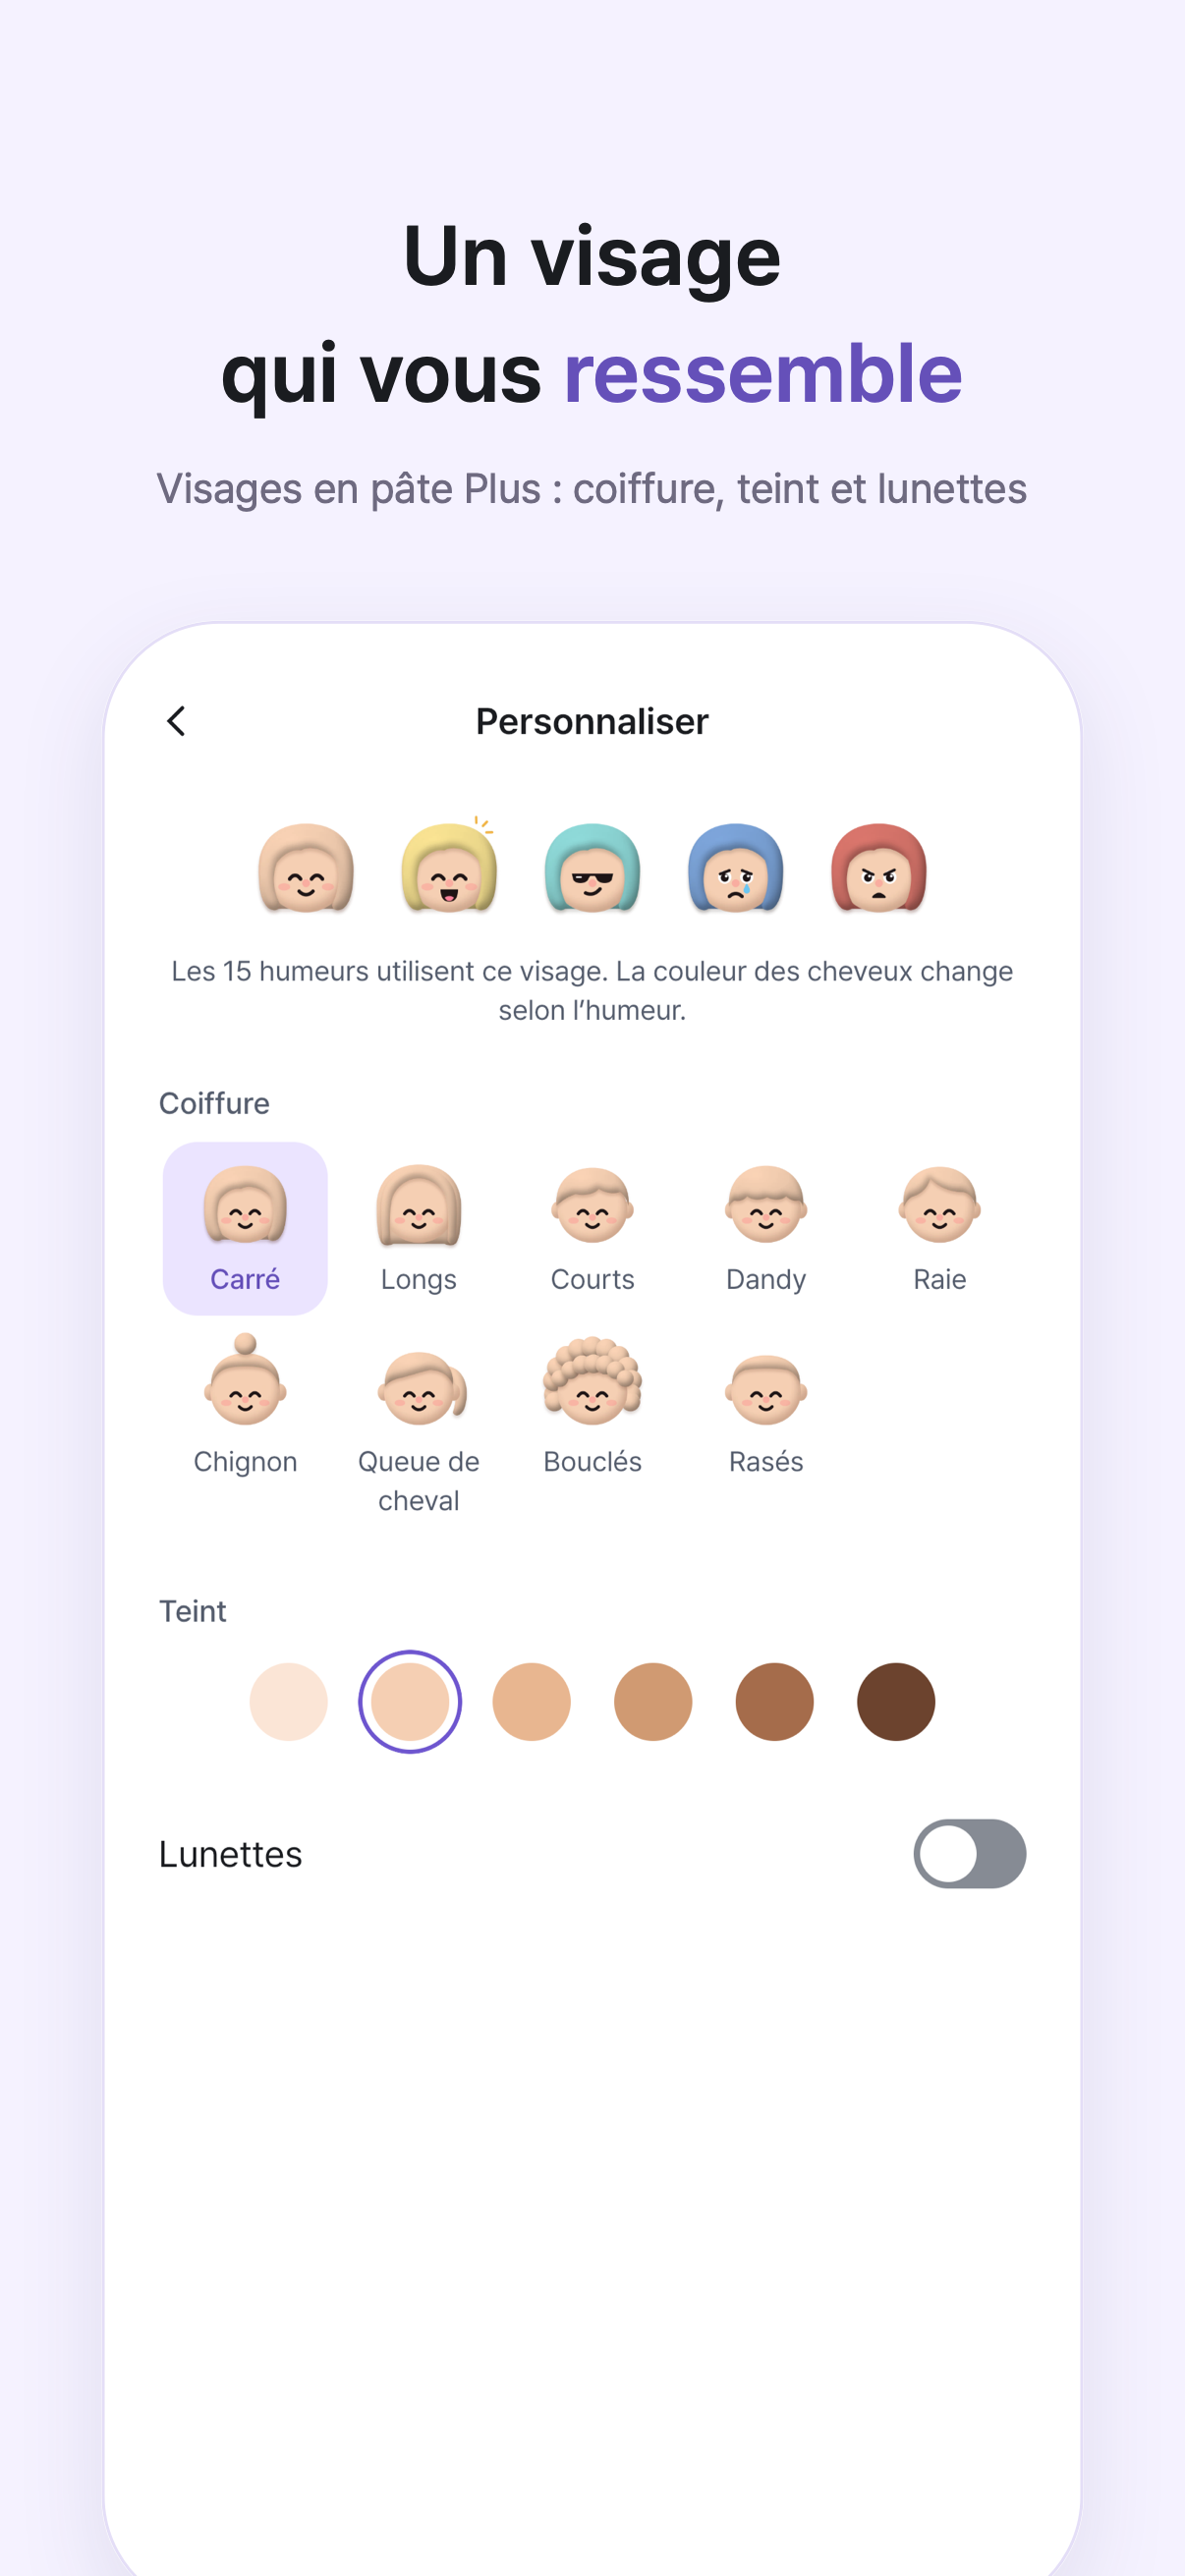 Un visage
qui vous ressemble
Visages en pâte Plus : coiffure, teint et lunettes
Personnaliser
Les 15 humeurs utilisent ce visage. La couleur des cheveux change
selon l’humeur.
Coiffure
Carré
Longs
Courts
Dandy
Raie
Chignon
Queue de
cheval
Bouclés
Rasés
Teint
Lunettes